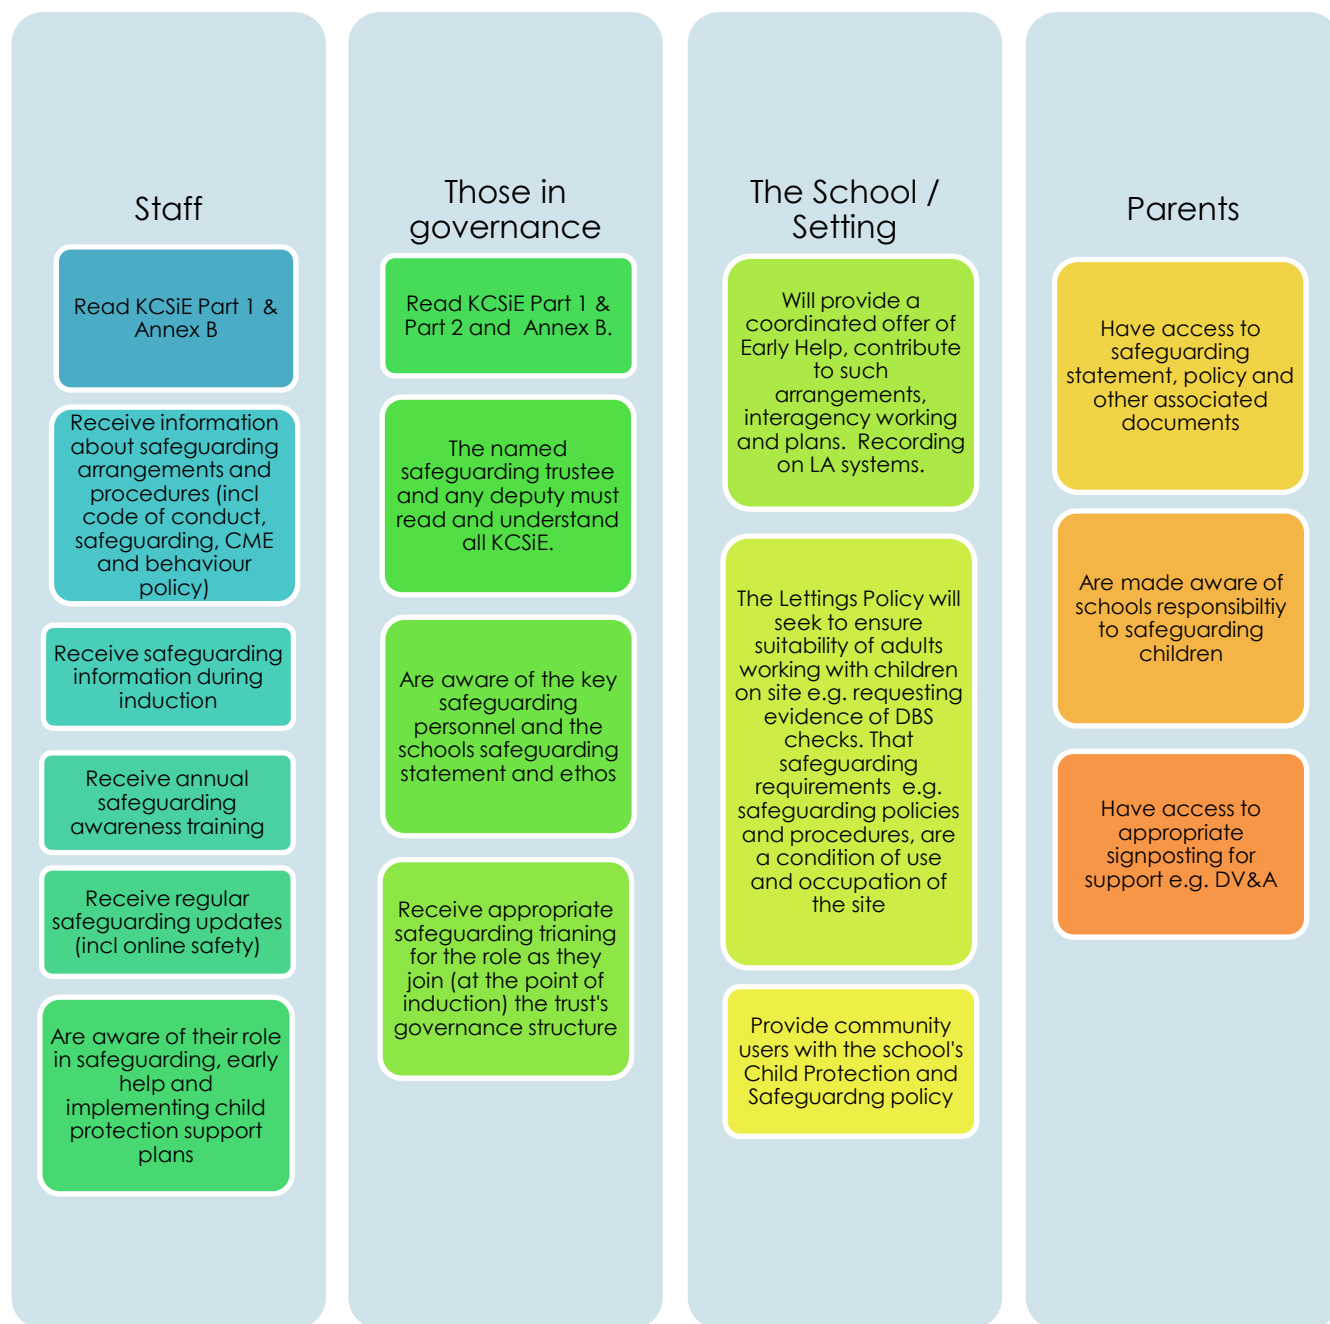 Staff
Read KCSiE Part 1 &
Annex B
Receive information
about safeguarding
arrangements and
procedures (incl
code of conduct,
safeguarding, CME
and behaviour
policy)
Receive safeguarding
information during
induction
Receive annual
safeguarding
awareness training
Receive regular
safeguarding updates
(incl online safety)
Are aware of their role
in safeguarding, early
help and
implementing child
protection support
plans
Those in
governance
Read KCSiE Part 1 &
Part 2 and  Annex B.
The named
safeguarding trustee
and any deputy must
read and understand
all KCSiE.
Are aware of the key
safeguarding
personnel and the
schools safeguarding
statement and ethos
Receive appropriate
safeguarding trianing
for the role as they
join (at the point of
induction) the trust's
governance structure
The School /
Setting
Will provide a
coordinated offer of
Early Help, contribute
to such
arrangements,
interagency working
and plans.  Recording
on LA systems.
The Lettings Policy will
seek to ensure
suitability of adults
working with children
on site e.g. requesting
evidence of DBS
checks. That
safeguarding
requirements  e.g.
safeguarding policies
and procedures, are
a condition of use
and occupation of
the site
Provide community
users with the school's
Child Protection and
Safeguardng policy
Parents
Have access to
safeguarding
statement, policy and
other associated
documents
Are made aware of
schools responsibiltiy
to safeguarding
children
Have access to
appropriate
signposting for
support e.g. DV&A